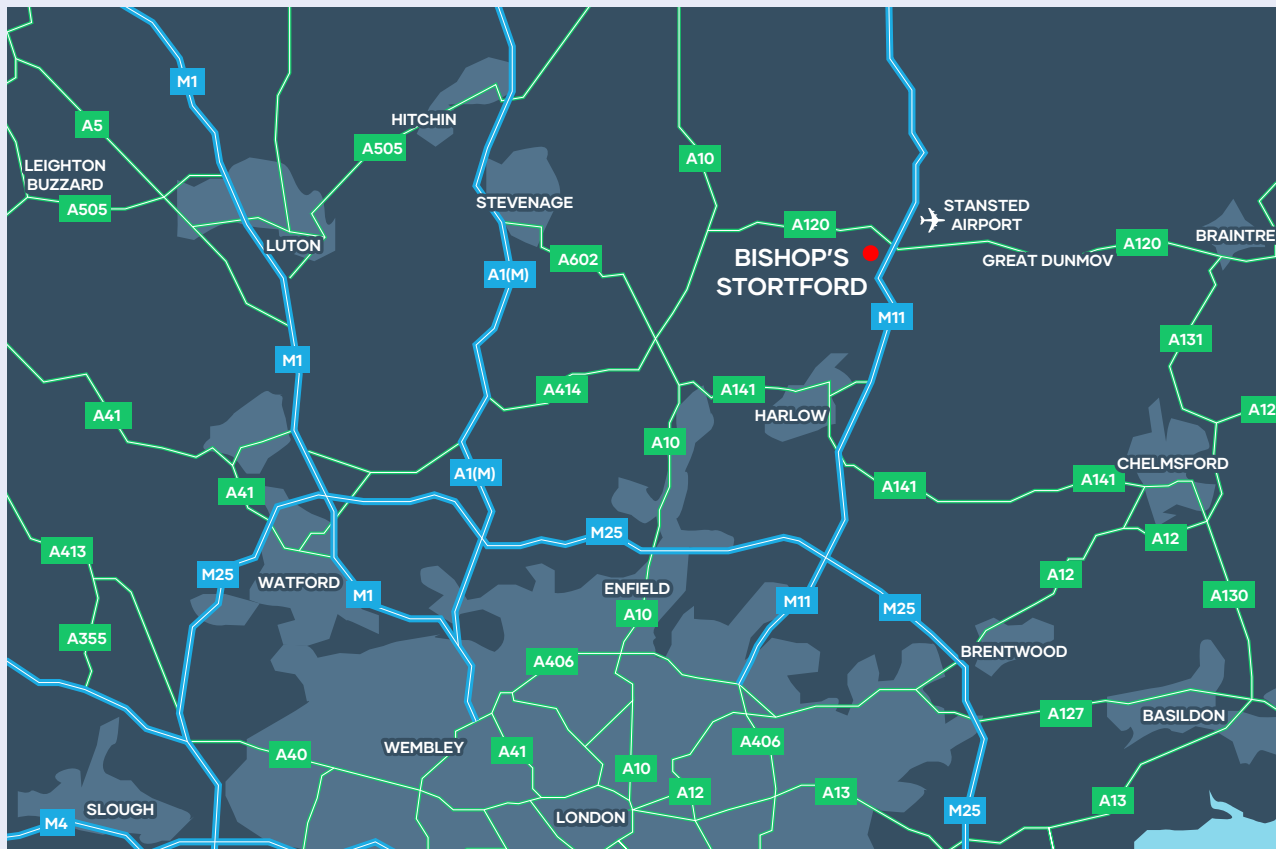 M1
A5
HITCHIN
A505
A10
LEIGHTON
BUZZARD
A505
STEVENAGE
STANSTED
AIRPORT
A120
LUTON
A602
A1(M)
BISHOP'S
STORTFORD
GREAT DUNMOV
A120
BRAINTRE
M11
A131
M1
A414
A141
HARLOW
A41
A12
A10
A1(M)
CHELMSFORD
A141
A141
A41
M25
A12
A413
M25
WATFORD
M1
ENFIELD
A10
M11
M25
A12
A130
A355
A406
BRENTWOOD
A127
BASILDON
WEMBLEY
A40
A41
A406
A10
A12
A13
A13
SLOUGH
M4
LONDON
M25